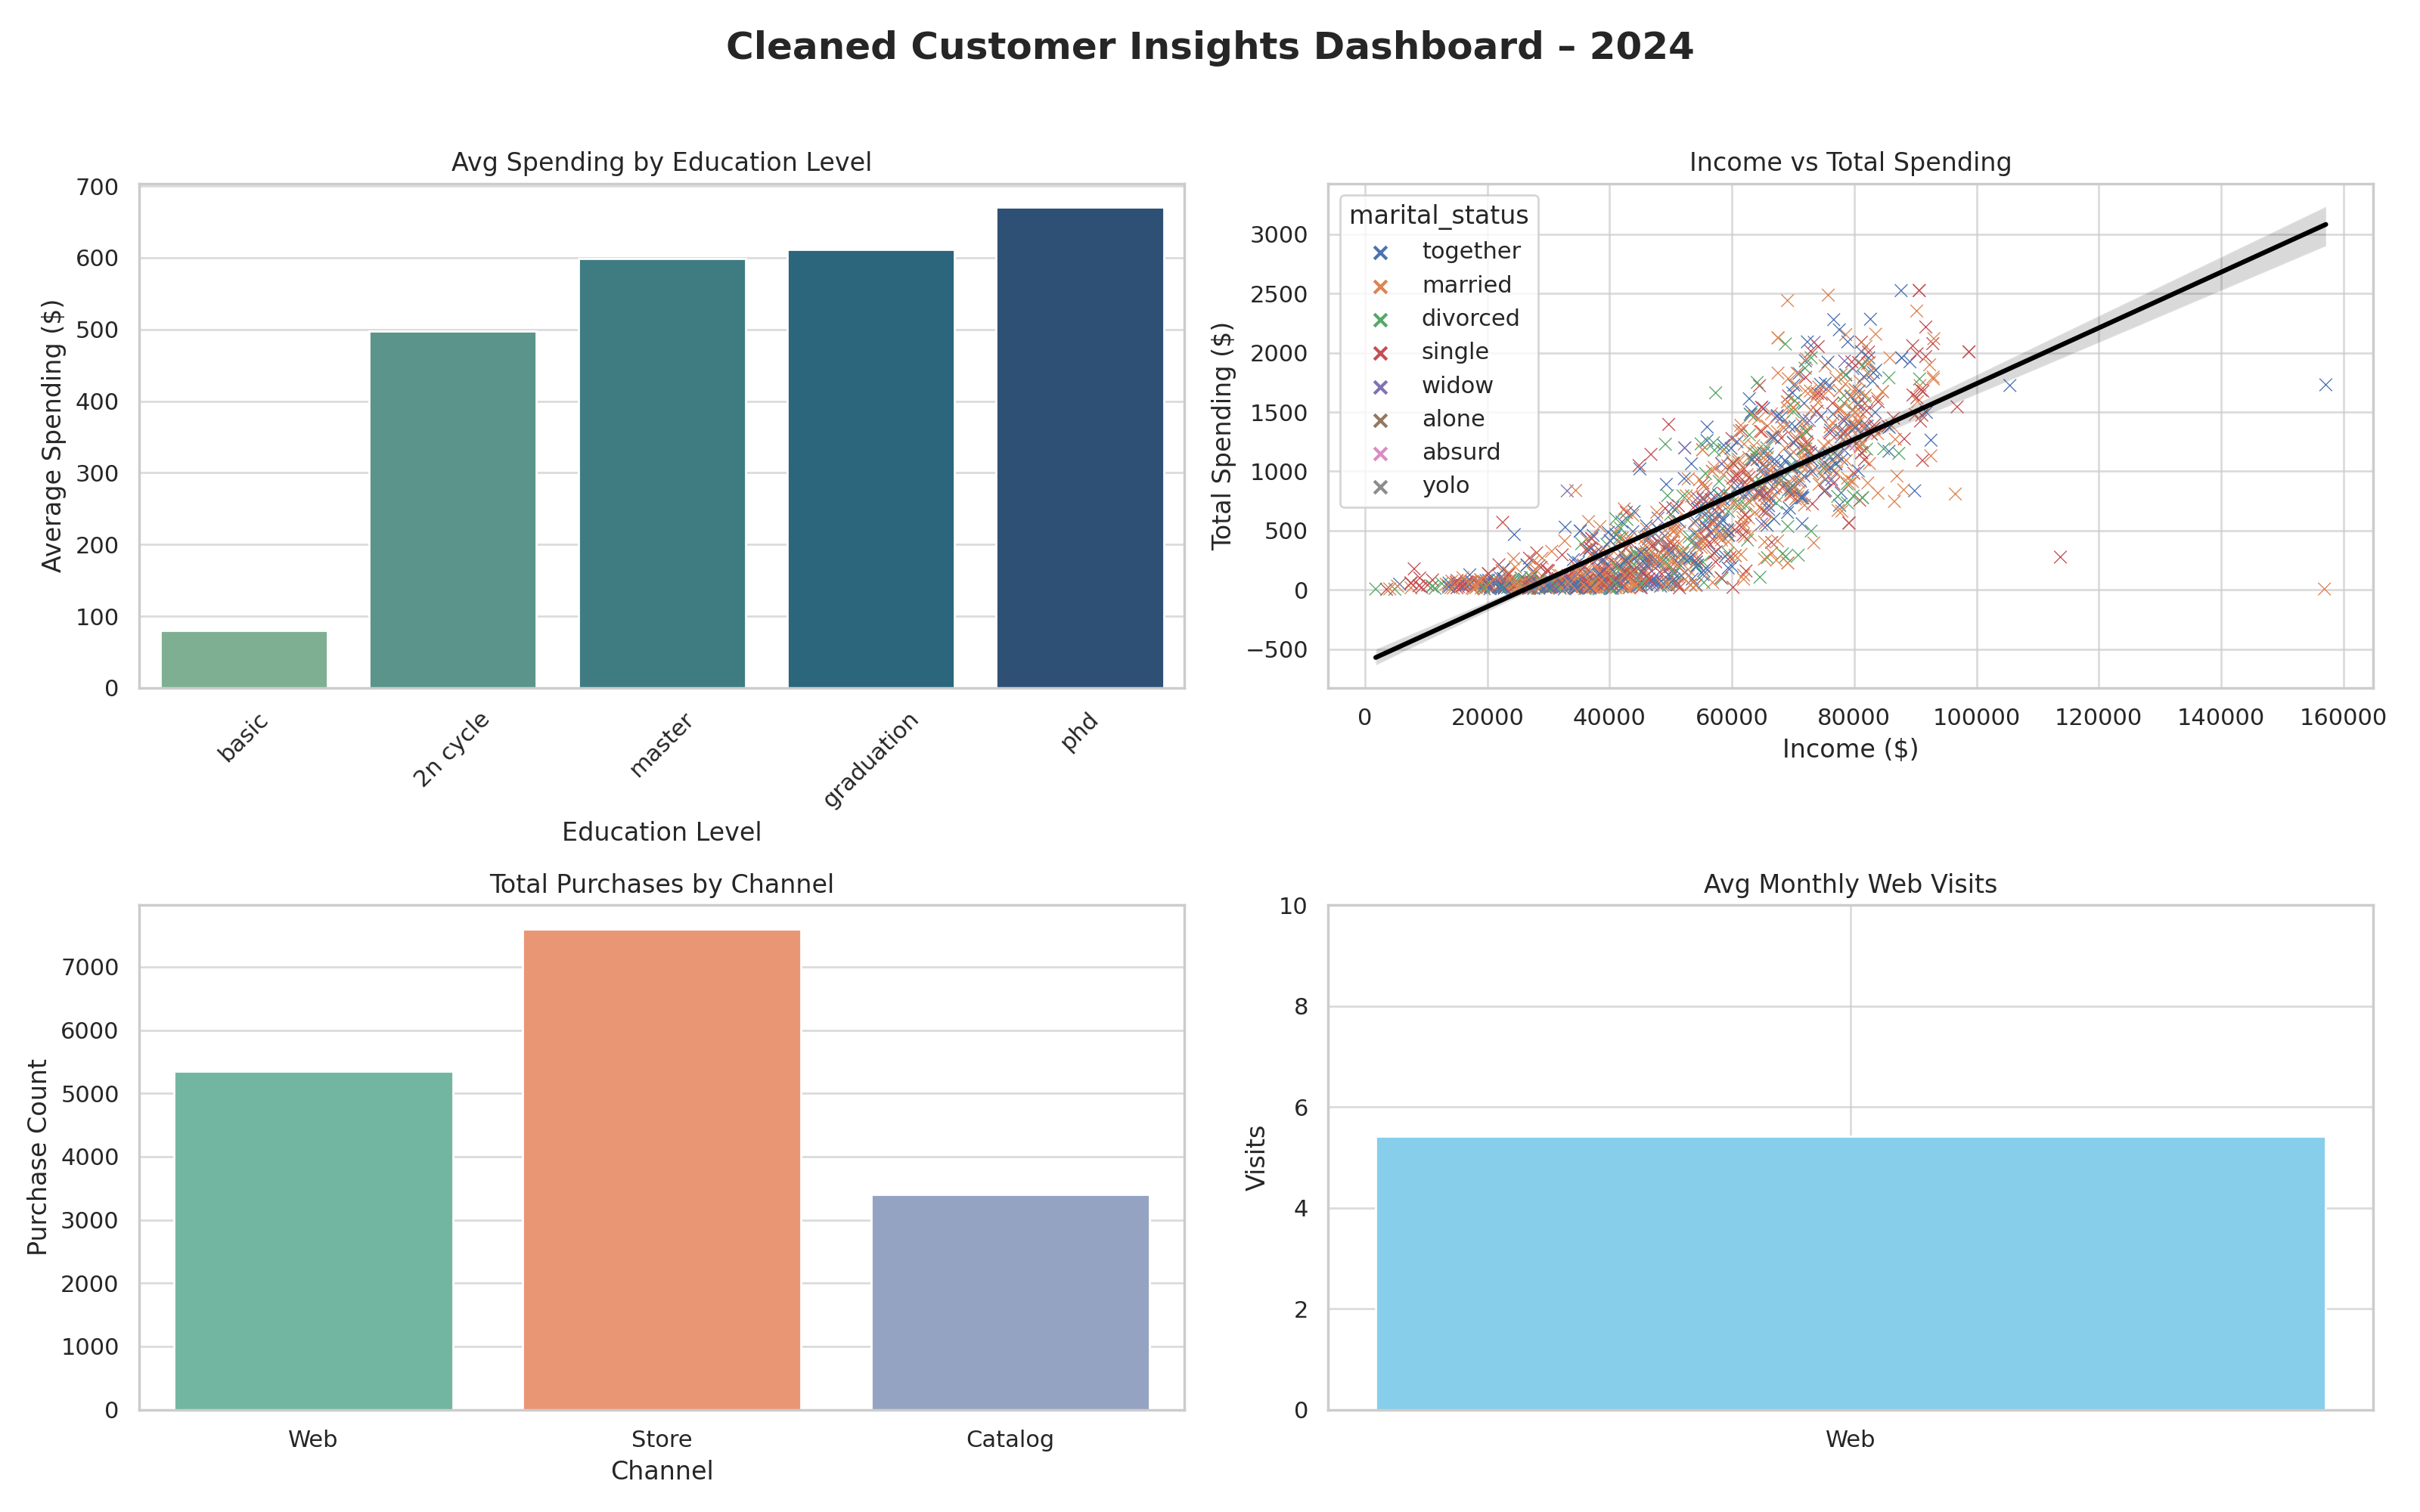 Cleaned Customer Insights Dashboard – 2024
Avg Spending by Education Level
Average Spending ($)
700
600
500
400
300
200
100
0
basic
2n cycle
master
graduation
phd
Education Level
Income vs Total Spending
Total Spending ($)
3000
2500
2000
1500
1000
500
0
−500
marital_status
together
married
divorced
single
widow
alone
absurd
yolo
0 20000 40000 60000 80000 100000 120000 140000 160000
Income ($)
Total Purchases by Channel
Purchase Count
7000
6000
5000
4000
3000
2000
1000
0
Web Store Catalog
Channel
Avg Monthly Web Visits
Visits
10
8
6
4
2
0
Web